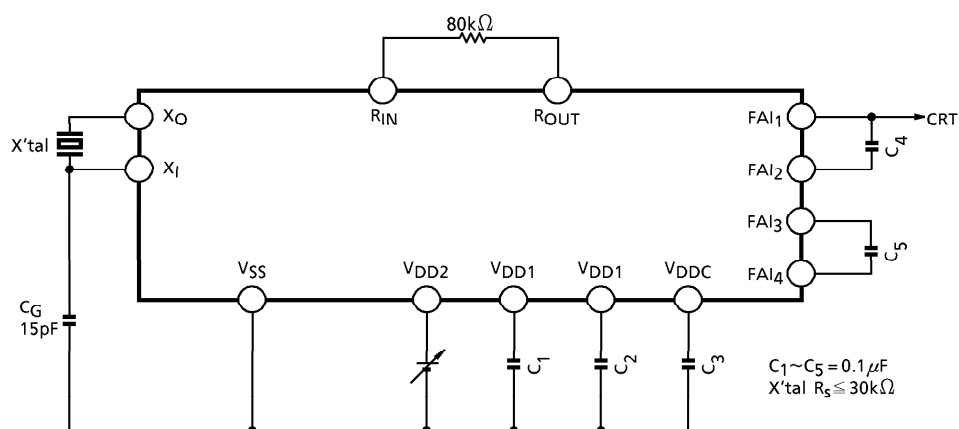 80kΩ
XO
RIN
ROUT
FAI1
CRT
X'tal
C4
XI
FAI2
FAI3
C5
VSS
VDD2
VDD1
VDD1
VDDC
FAI4
CG
15pF
C1
C2
C3
C1~C5=0.1μF
X'tal Rs≦30kΩ